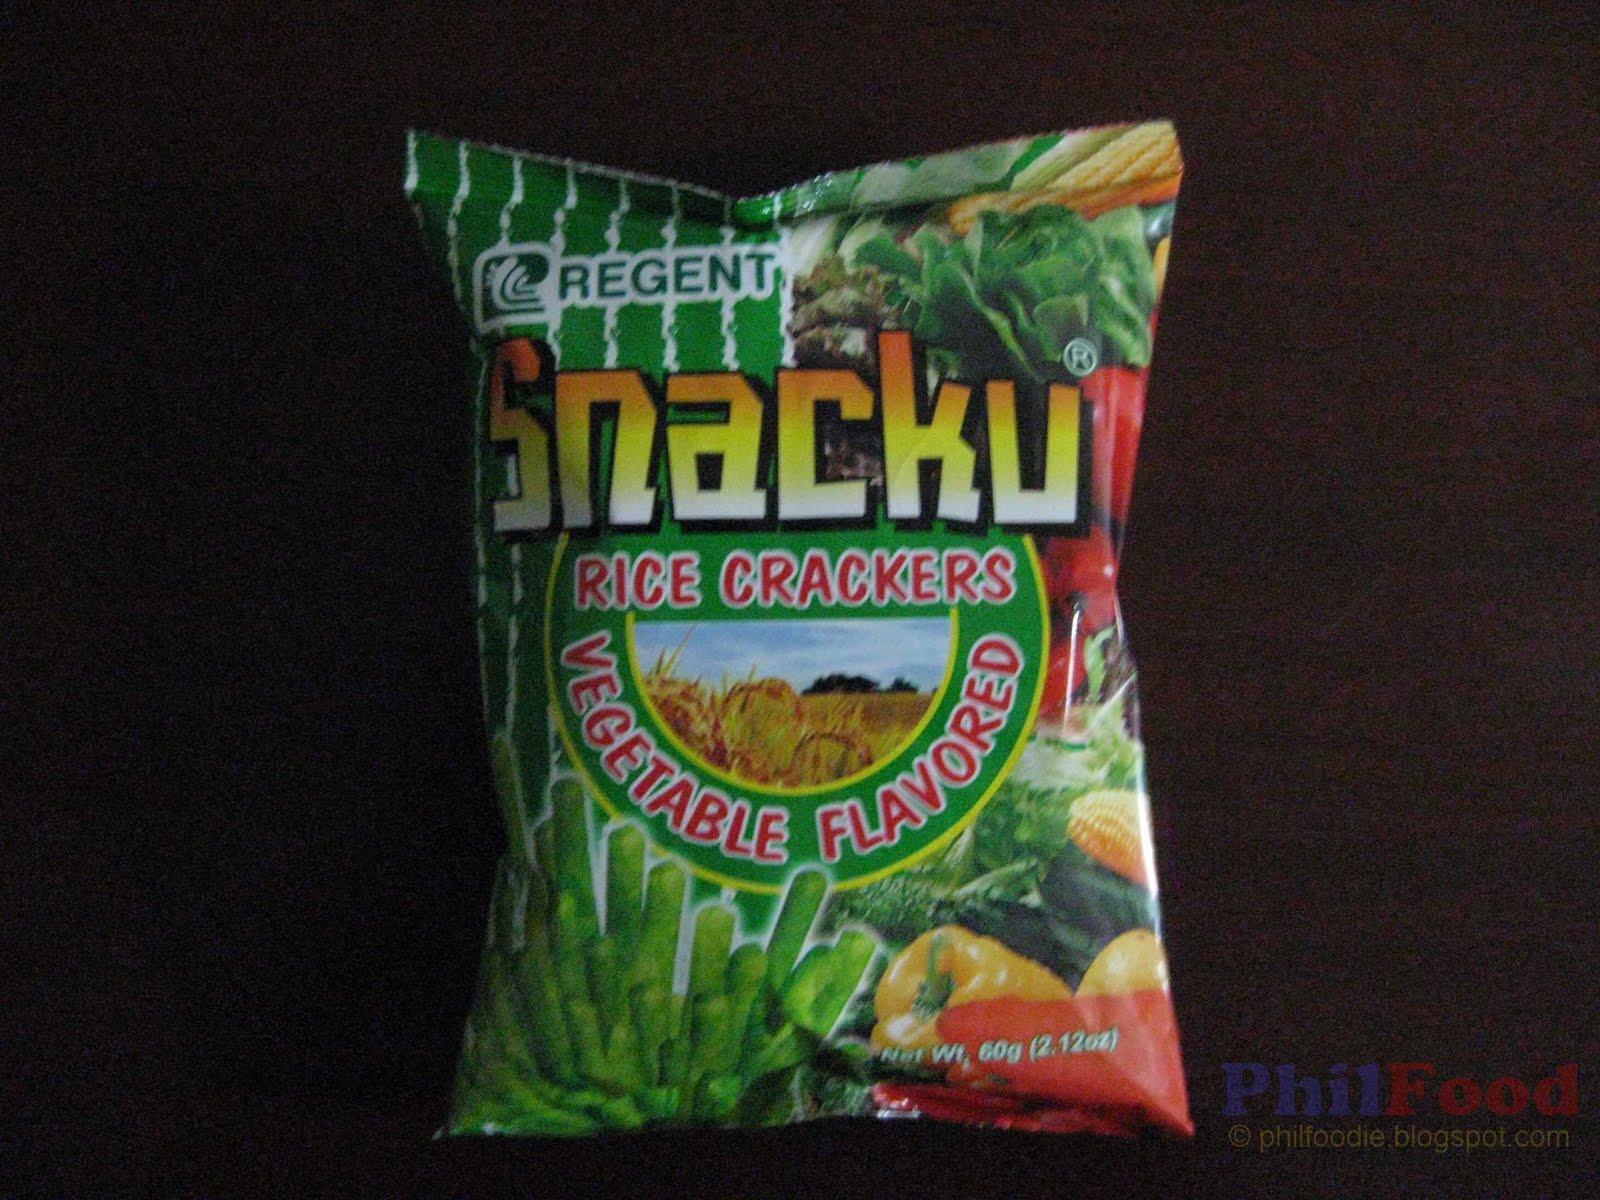 REGENT
Snacku®
RICE CRACKERS
VEGETABLE FLAVORED
Net Wt. 60g (2.12oz)
PhilFood
© philfoodie.blogspot.com